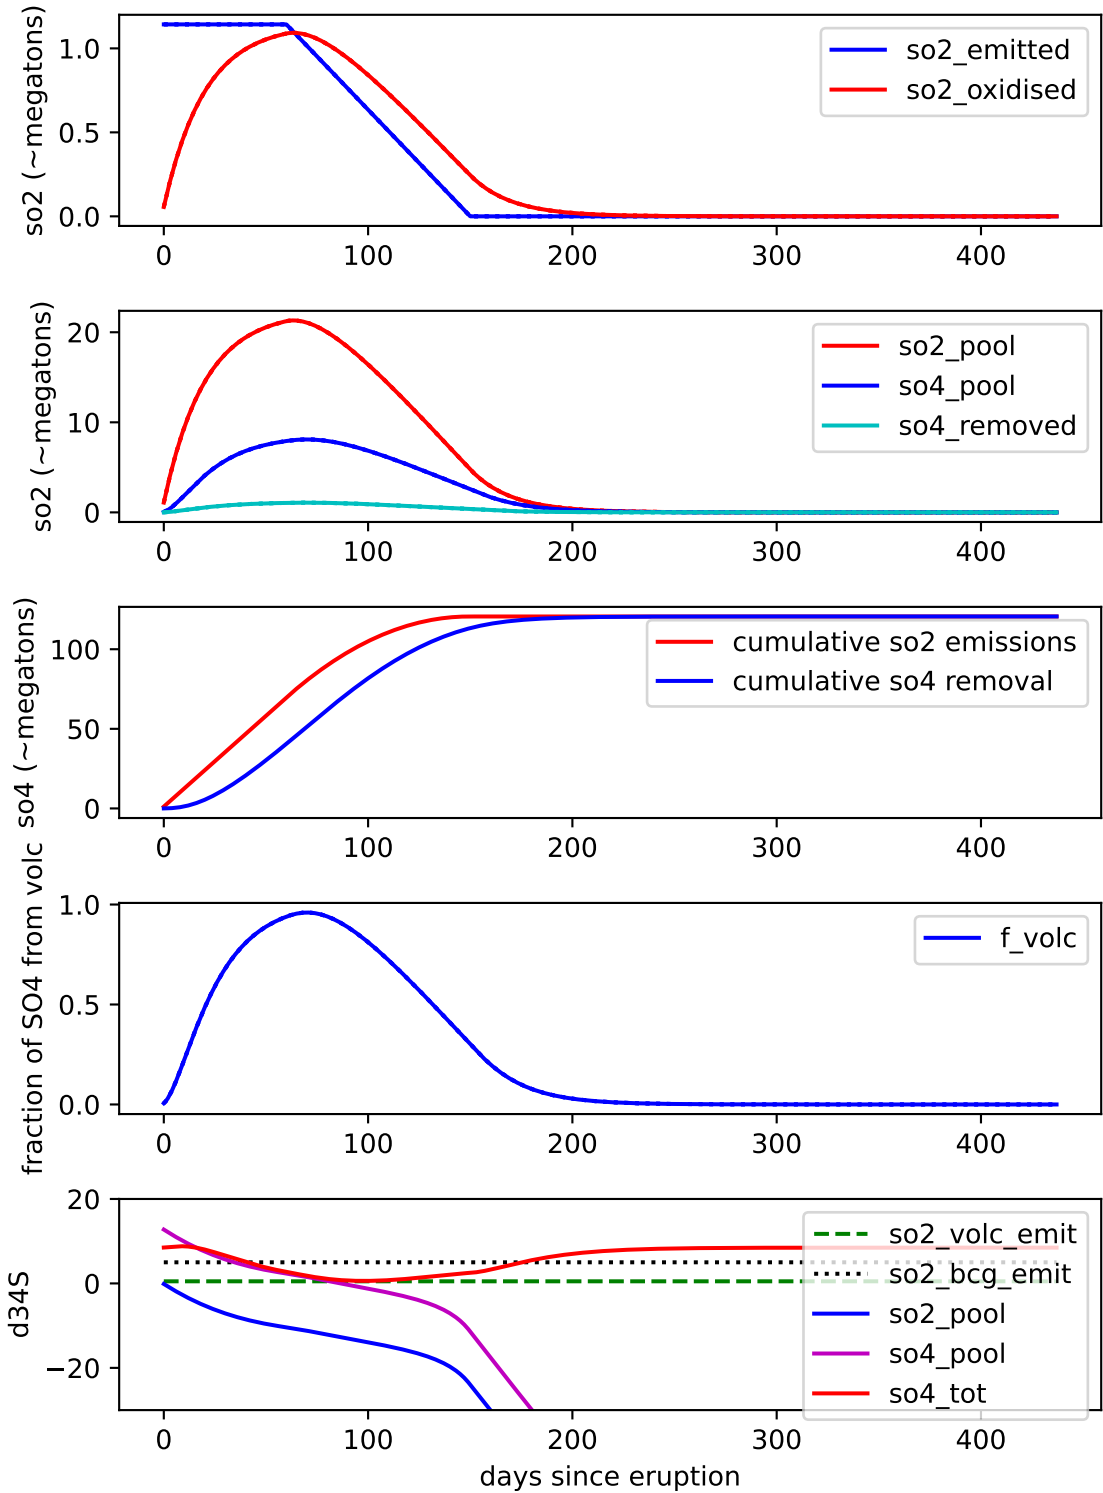 so2 (~megatons)
1.0
0.5
0.0
so2_emitted
so2_oxidised
0 100 200 300 400
so2 (~megatons)
20
10
0
so2_pool
so4_pool
so4_removed
0 100 200 300 400
so4 (~megatons)
100
50
0
cumulative so2 emissions
cumulative so4 removal
0 100 200 300 400
fraction of SO4 from volc
1.0
0.5
0.0
f_volc
0 100 200 300 400
d34S
20
0
−20
so2_volc_emit
so2_bcg_emit
so2_pool
so4_pool
so4_tot
0 100 200 300 400
days since eruption